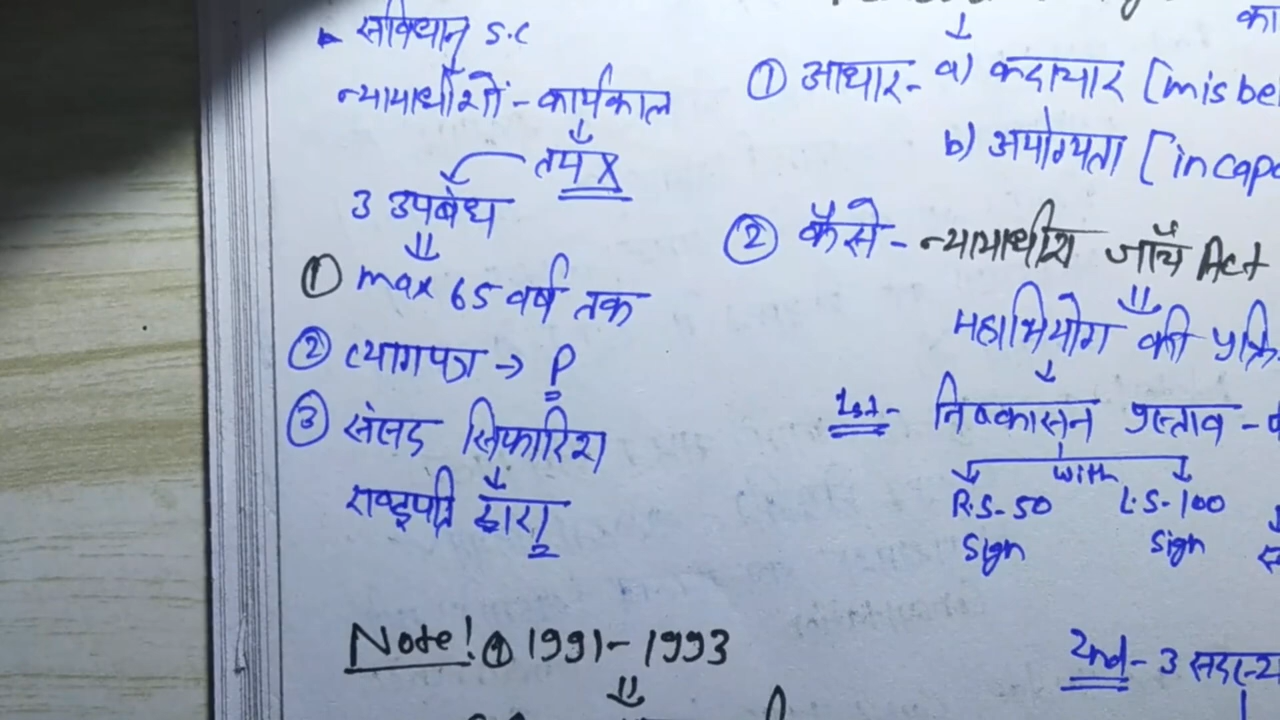 संविधान S.C
न्यायाधीशों - कार्यकाल
↓
तय X
3 उपबंध
① max 65 वर्ष तक
② त्यागपत्र → P
③ संसद सिफारिश
↓
राष्ट्रपति द्वारा
Note! ① 1991 - 1993
का
① आधार - a) कदाचार [misbe
b) अयोग्यता [incap
② कैसे - न्यायाधीश जाँच Act
महाभियोग की प्रक्रि
1st - निष्कासन प्रस्ताव -
with
R.S - 50 L.S - 100
Sign Sign
2nd - 3 सदस्य